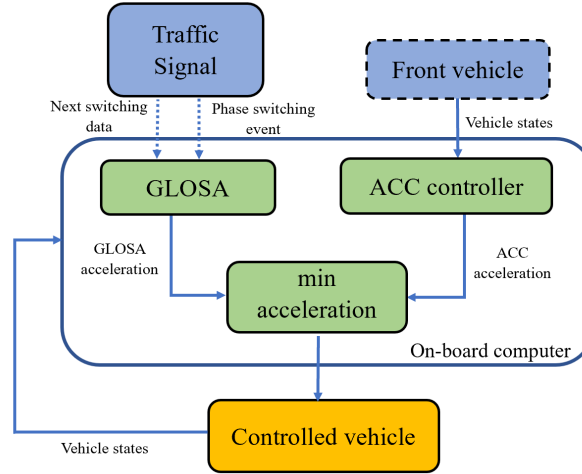 Traffic
Signal
Front vehicle
Next switching
data
Phase switching
event
Vehicle states
GLOSA
ACC controller
GLOSA
acceleration
ACC
acceleration
min
acceleration
On-board computer
Controlled vehicle
Vehicle states